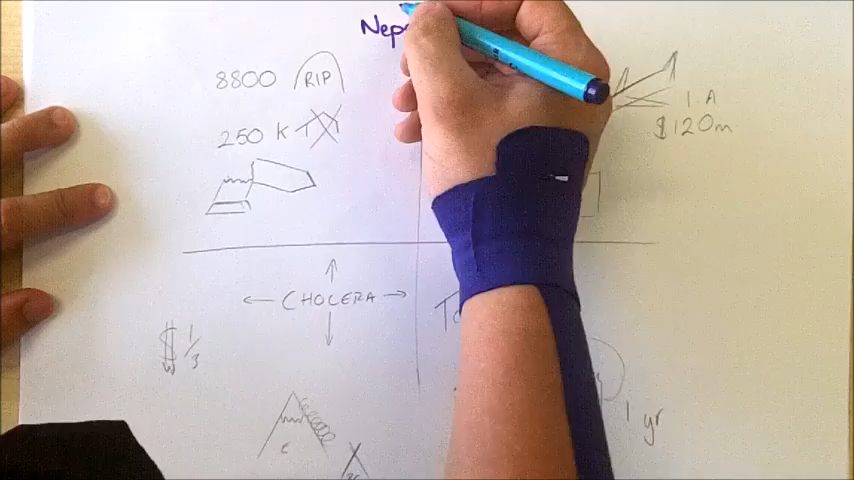 Nep
8800 RIP
250 K
1.A
$120m
CHOLERA
$ 1/3
1 yr